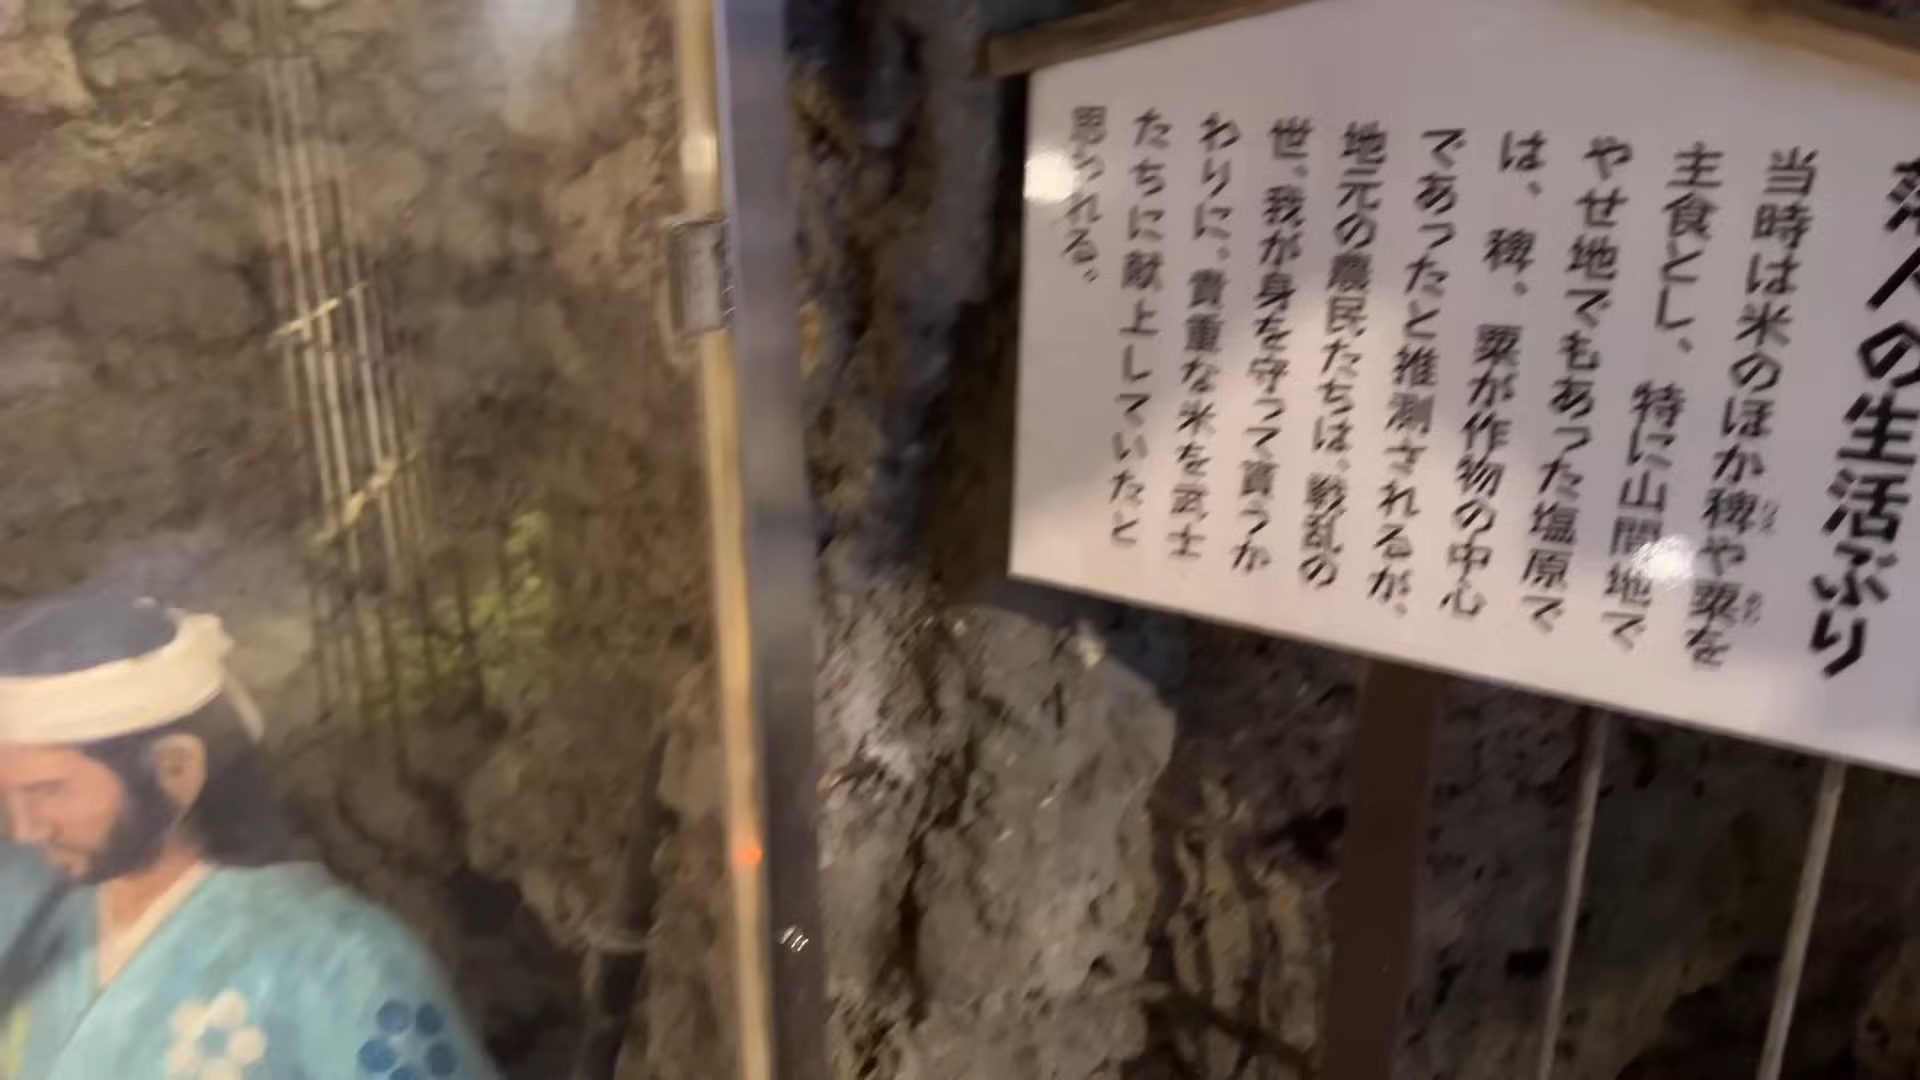 落人の生活ぶり
当時は米のほか稗や粟を
主食とし、特に山間地で
やせ地でもあった塩原で
は、稗、粟が作物の中心
であったと推測されるが、
地元の農民たちは、戦乱の
世、我が身を守って貰うか
わりに、貴重な米を武士
たちに献上していたと
思われる。